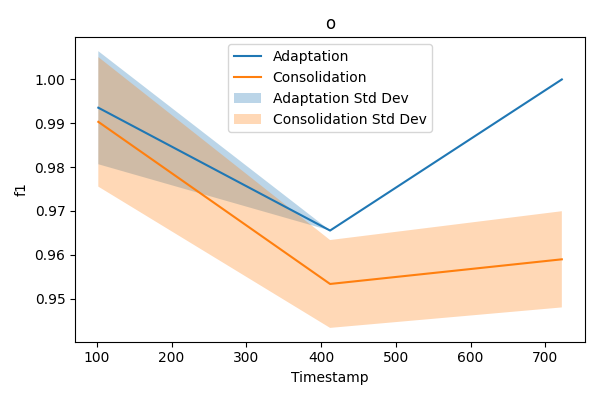 o
Adaptation
Consolidation
Adaptation Std Dev
Consolidation Std Dev
f1
1.00
0.99
0.98
0.97
0.96
0.95
100 200 300 400 500 600 700
Timestamp